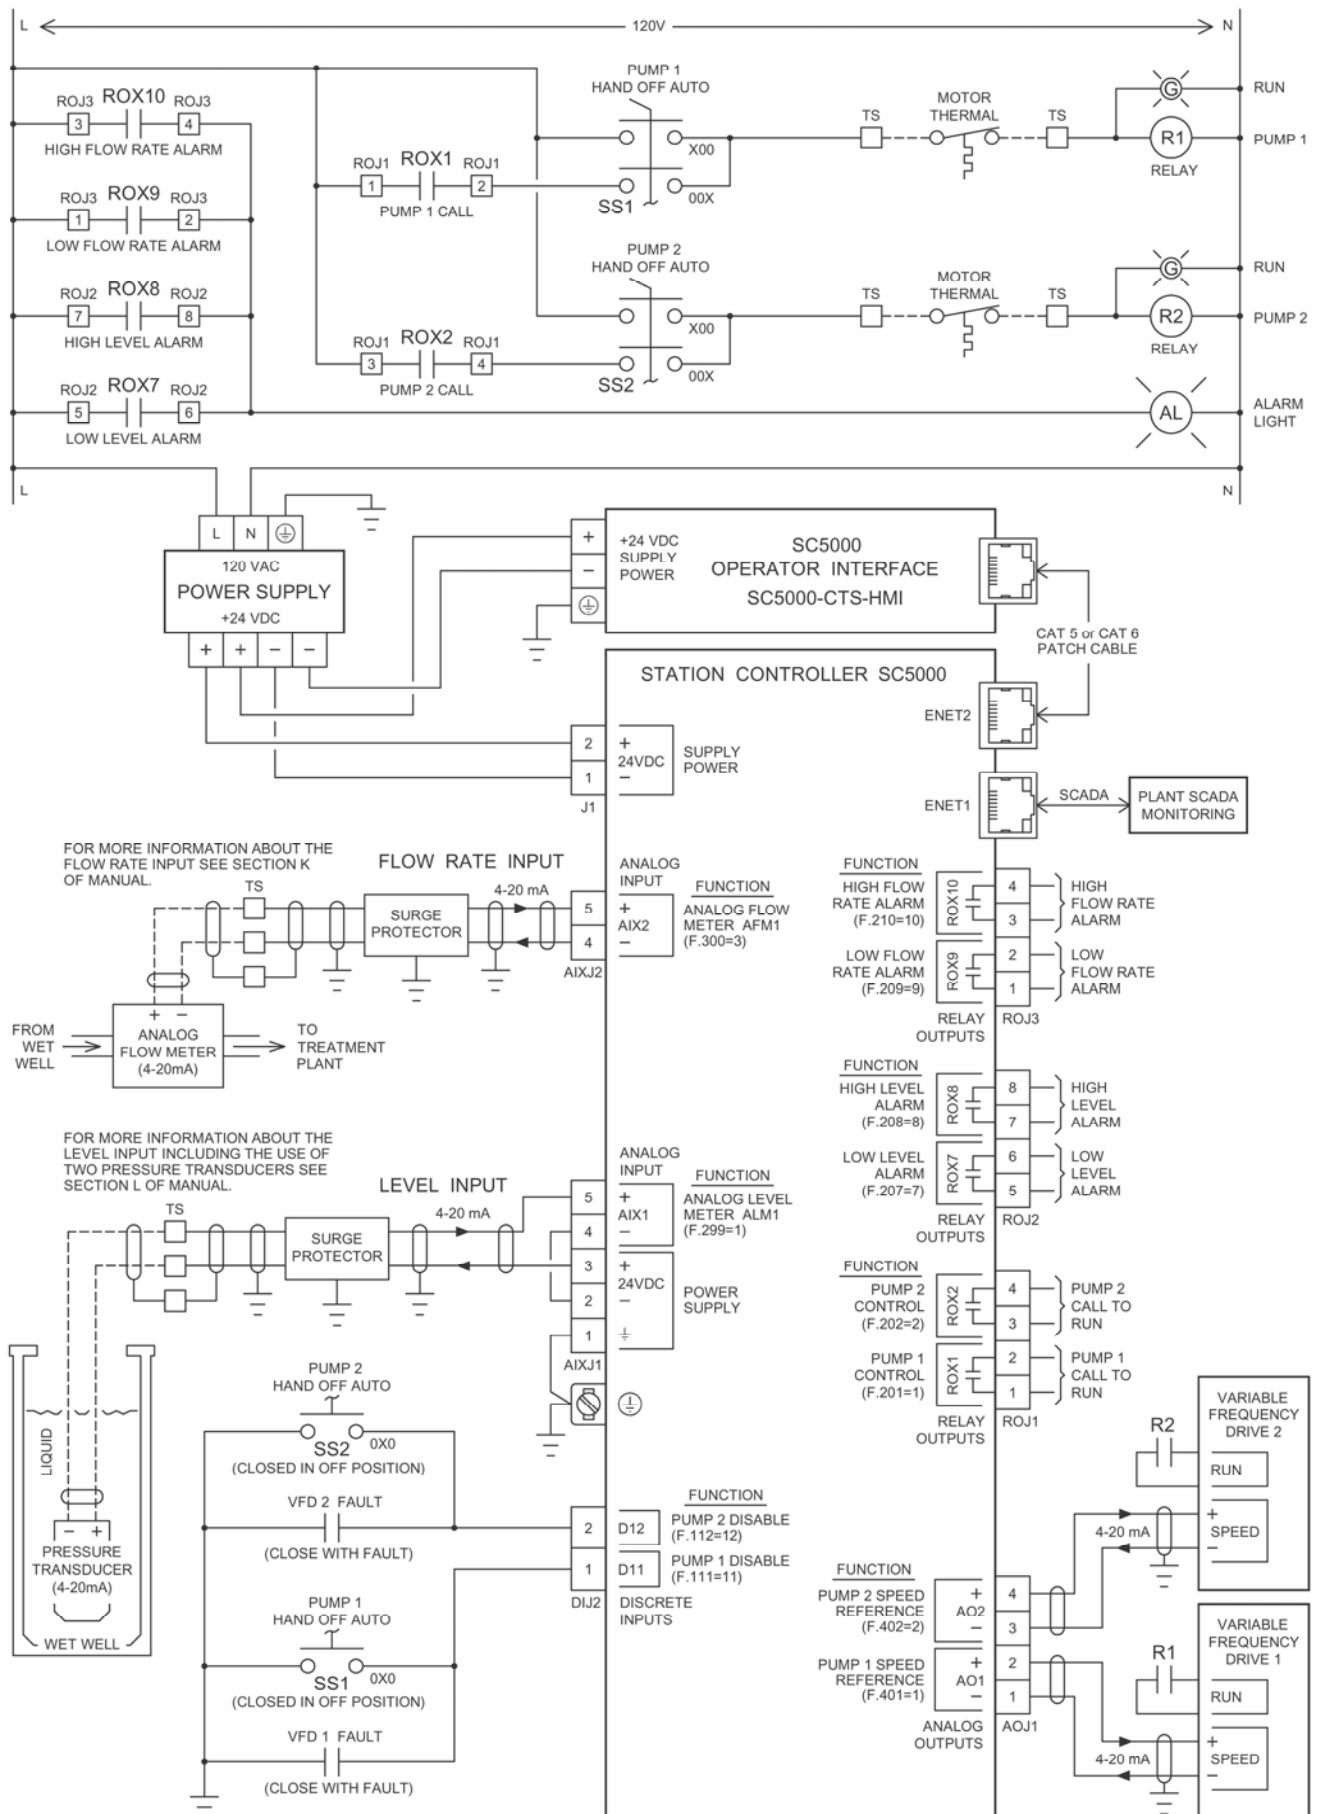 L
120V
N
PUMP 1
HAND OFF AUTO
ROJ3
ROX10
ROJ3
3
4
HIGH FLOW RATE ALARM
X00
TS
MOTOR
THERMAL
TS
G
RUN
R1
PUMP 1
RELAY
ROJ1
ROX1
ROJ1
1
2
PUMP 1 CALL
SS1
00X
ROJ3
ROX9
ROJ3
1
2
LOW FLOW RATE ALARM
PUMP 2
HAND OFF AUTO
ROJ2
ROX8
ROJ2
7
8
HIGH LEVEL ALARM
X00
TS
MOTOR
THERMAL
TS
G
RUN
R2
PUMP 2
RELAY
ROJ1
ROX2
ROJ1
3
4
PUMP 2 CALL
SS2
00X
ROJ2
ROX7
ROJ2
5
6
LOW LEVEL ALARM
AL
ALARM
LIGHT
L
N
L
N
120 VAC
POWER SUPPLY
+24 VDC
+
+
−
−
+
−
+24 VDC
SUPPLY
POWER
SC5000
OPERATOR INTERFACE
SC5000-CTS-HMI
CAT 5 or CAT 6
PATCH CABLE
STATION CONTROLLER SC5000
ENET2
2
1
+
24VDC
−
SUPPLY
POWER
J1
ENET1
SCADA
PLANT SCADA
MONITORING
FOR MORE INFORMATION ABOUT THE
FLOW RATE INPUT SEE SECTION K
OF MANUAL.
FLOW RATE INPUT
TS
SURGE
PROTECTOR
4-20 mA
5
4
AIXJ2
ANALOG
INPUT
+
AIX2
−
FUNCTION
ANALOG FLOW
METER AFM1
(F.300=3)
FROM
WET
WELL
+
−
ANALOG
FLOW METER
(4-20mA)
TO
TREATMENT
PLANT
FUNCTION
HIGH FLOW
RATE ALARM
(F.210=10)
ROX10
4
3
HIGH
FLOW RATE
ALARM
LOW FLOW
RATE ALARM
(F.209=9)
ROX9
2
1
LOW
FLOW RATE
ALARM
RELAY
OUTPUTS
ROJ3
FUNCTION
HIGH LEVEL
ALARM
(F.208=8)
ROX8
8
7
HIGH
LEVEL
ALARM
LOW LEVEL
ALARM
(F.207=7)
ROX7
6
5
LOW
LEVEL
ALARM
RELAY
OUTPUTS
ROJ2
FOR MORE INFORMATION ABOUT THE
LEVEL INPUT INCLUDING THE USE OF
TWO PRESSURE TRANSDUCERS SEE
SECTION L OF MANUAL.
LEVEL INPUT
TS
SURGE
PROTECTOR
4-20 mA
ANALOG
INPUT
5
4
3
2
1
+
AIX1
−
+
24VDC
−
AIXJ1
FUNCTION
ANALOG LEVEL
METER ALM1
(F.299=1)
POWER
SUPPLY
FUNCTION
PUMP 2
CONTROL
(F.202=2)
ROX2
4
3
PUMP 2
CALL TO
RUN
PUMP 1
CONTROL
(F.201=1)
ROX1
2
1
PUMP 1
CALL TO
RUN
RELAY
OUTPUTS
ROJ1
LIQUID
−
+
PRESSURE
TRANSDUCER
(4-20mA)
WET WELL
PUMP 2
HAND OFF AUTO
SS2
0X0
(CLOSED IN OFF POSITION)
VFD 2 FAULT
(CLOSE WITH FAULT)
PUMP 1
HAND OFF AUTO
SS1
0X0
(CLOSED IN OFF POSITION)
VFD 1 FAULT
(CLOSE WITH FAULT)
2
1
D12
D11
DIJ2
FUNCTION
PUMP 2 DISABLE
(F.112=12)
PUMP 1 DISABLE
(F.111=11)
DISCRETE
INPUTS
FUNCTION
PUMP 2 SPEED
REFERENCE
(F.402=2)
+
AO2
−
4
3
PUMP 1 SPEED
REFERENCE
(F.401=1)
+
AO1
−
2
1
ANALOG
OUTPUTS
AOJ1
VARIABLE
FREQUENCY
DRIVE 2
R2
RUN
4-20 mA
+
SPEED
−
VARIABLE
FREQUENCY
DRIVE 1
R1
RUN
4-20 mA
+
SPEED
−